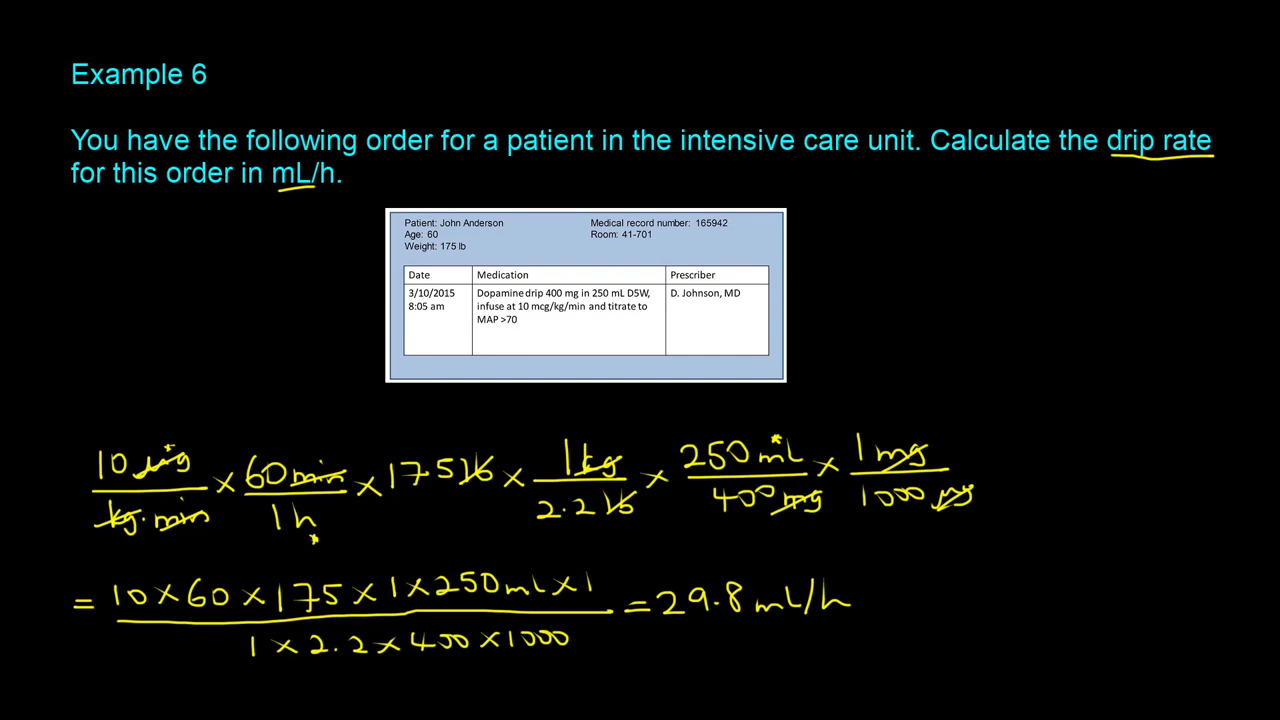 Example 6
You have the following order for a patient in the intensive care unit. Calculate the drip rate
for this order in mL/h.
Patient: John Anderson Medical record number: 165942
Age: 60 Room: 41-701
Weight: 175 lb
Date Medication Prescriber
3/10/2015 Dopamine drip 400 mg in 250 mL D5W, D. Johnson, MD
8:05 am infuse at 10 mcg/kg/min and titrate to
MAP >70
10 µg × 60 min × 175 lb × 1 kg × 250 mL × 1 mg
kg·min 1 h 2.2 lb 400 mg 1000 µg
= 10 × 60 × 175 × 1 × 250 mL × 1 = 29.8 mL/h
1 × 2.2 × 400 × 1000